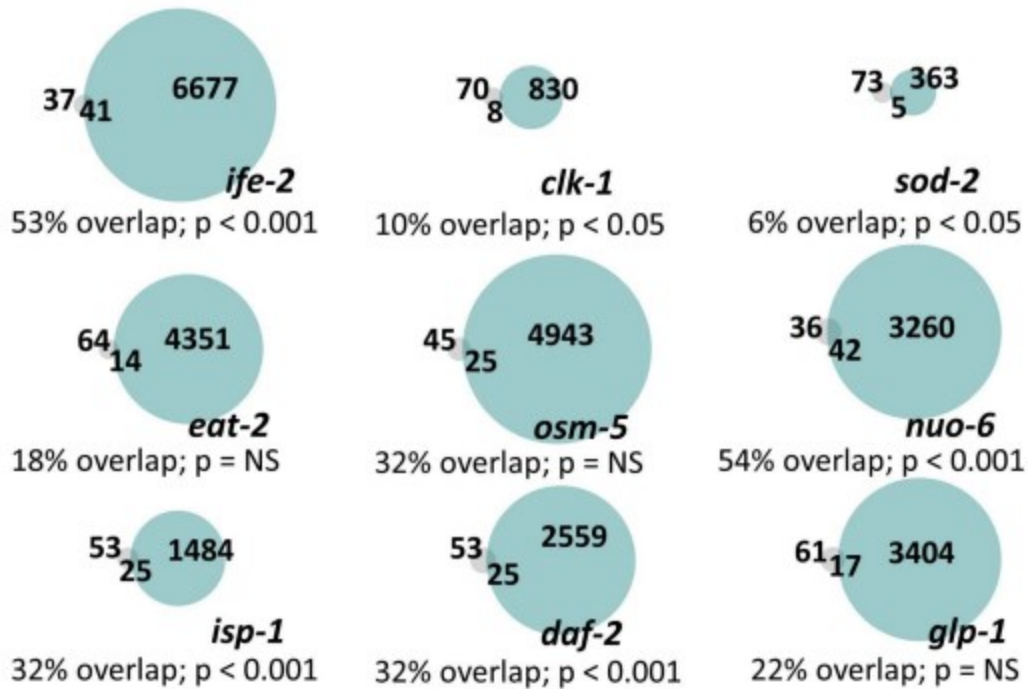 37 41 6677
ife-2
53% overlap; p < 0.001
70 8 830
clk-1
10% overlap; p < 0.05
73 5 363
sod-2
6% overlap; p < 0.05
64 14 4351
eat-2
18% overlap; p = NS
45 25 4943
osm-5
32% overlap; p = NS
36 42 3260
nuo-6
54% overlap; p < 0.001
53 25 1484
isp-1
32% overlap; p < 0.001
53 25 2559
daf-2
32% overlap; p < 0.001
61 17 3404
glp-1
22% overlap; p = NS